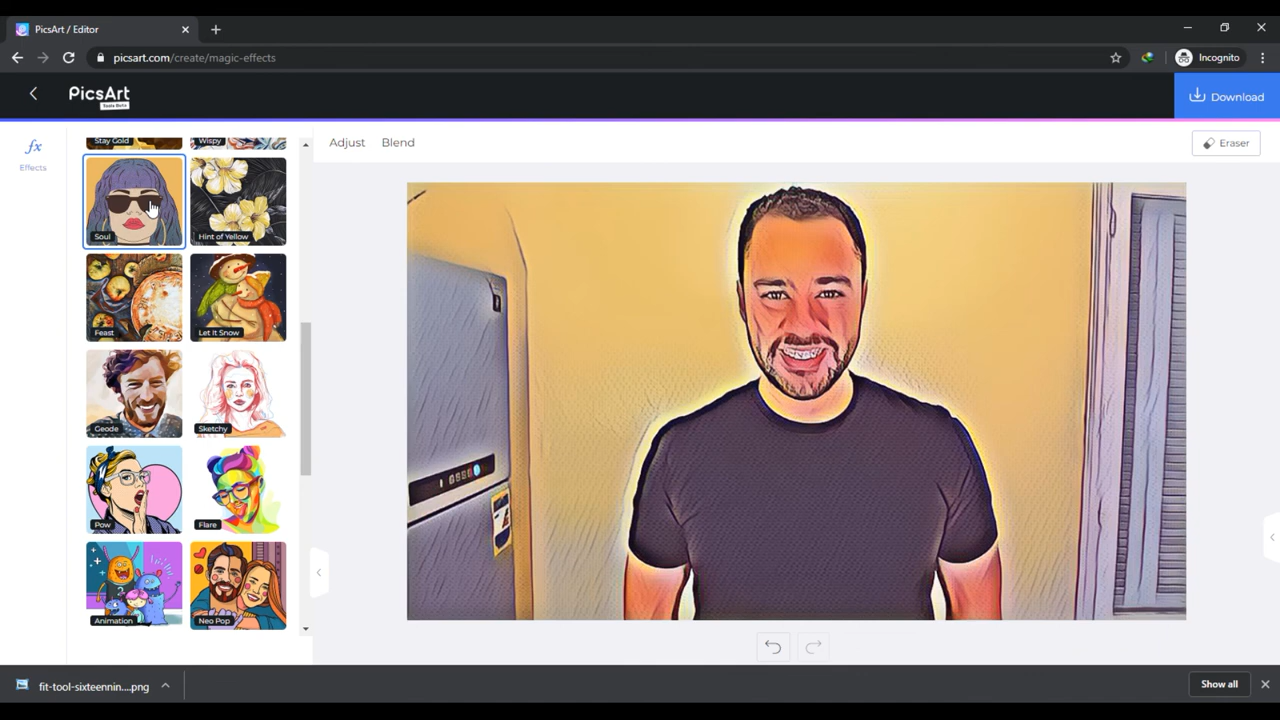 PicsArt / Editor
picsart.com/create/magic-effects
Incognito
PicsArt
Tools Beta
Download
fx
Effects
Adjust
Blend
Eraser
Stay Gold
Wispy
Soul
Hint of Yellow
Feast
Let It Snow
Geode
Sketchy
Pow
Flare
Animation
Neo Pop
fit-tool-sixteennin....png
Show all